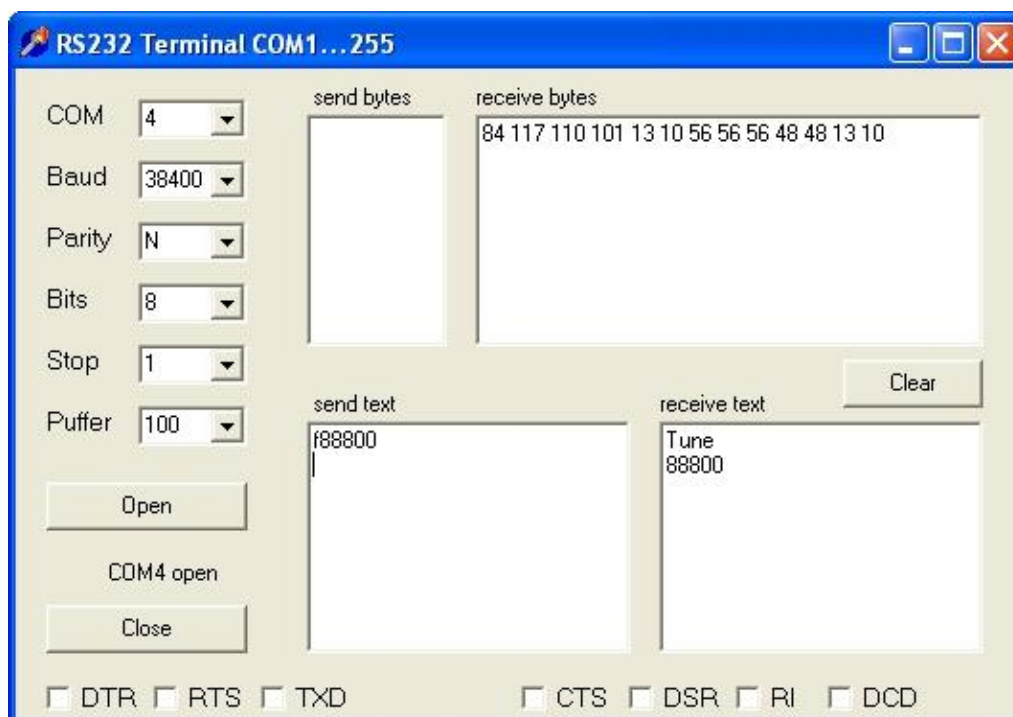 RS232 Terminal COM1...255
COM 4
Baud 38400
Parity N
Bits 8
Stop 1
Puffer 100
Open
COM4 open
Close
send bytes
receive bytes
84 117 110 101 13 10 56 56 56 48 48 13 10
Clear
send text
f88800
receive text
Tune
88800
DTR RTS TXD CTS DSR RI DCD